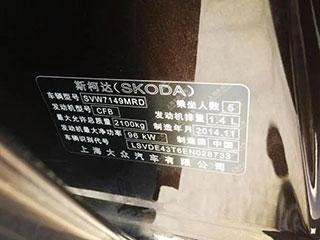 斯柯达(SKODA)
车辆型号 SVW7149MRD 乘坐人数 5
发动机型号 CFB 发动机排量 1.4 L
最大允许总质量 2100kg 制造年月 2014.11
发动机最大净功率 96 kW 制造国 中国
车辆识别代号 LSVDE43T6EN028733
上海大众汽车有限公司